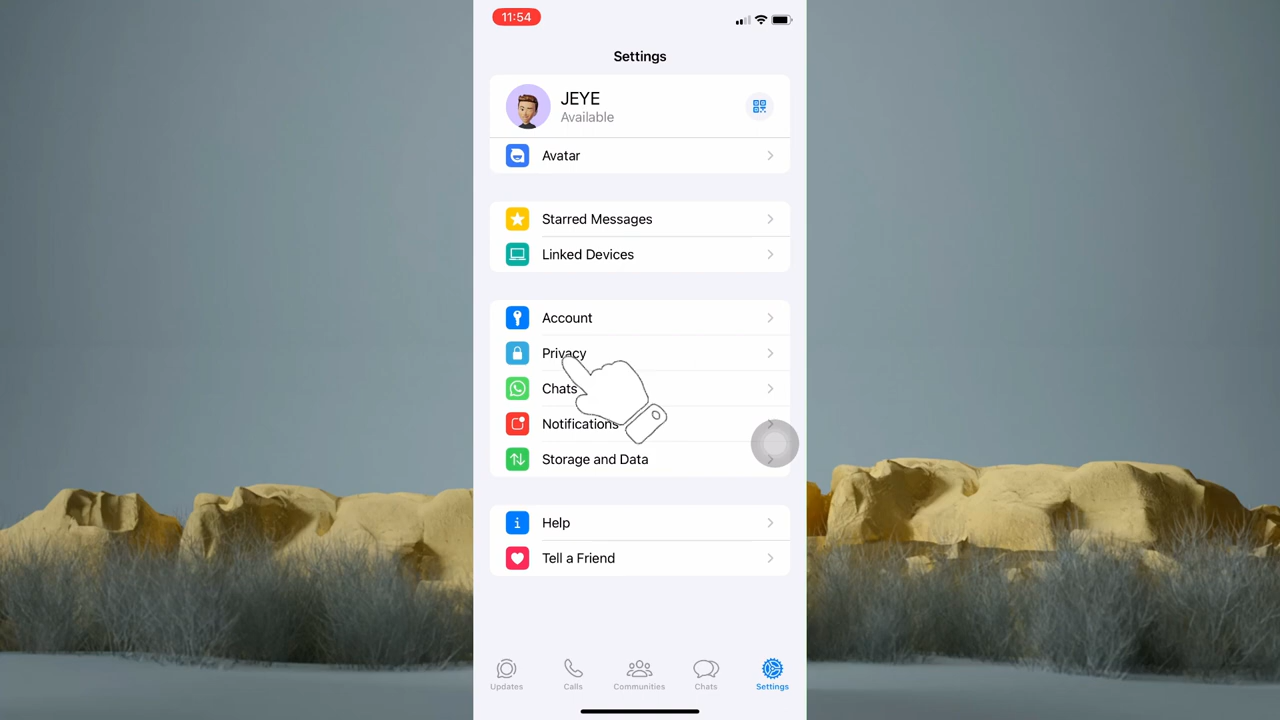 11:54
Settings
JEYE
Available
Avatar
Starred Messages
Linked Devices
Account
Privacy
Chats
Notifications
Storage and Data
Help
Tell a Friend
Updates
Calls
Communities
Chats
Settings